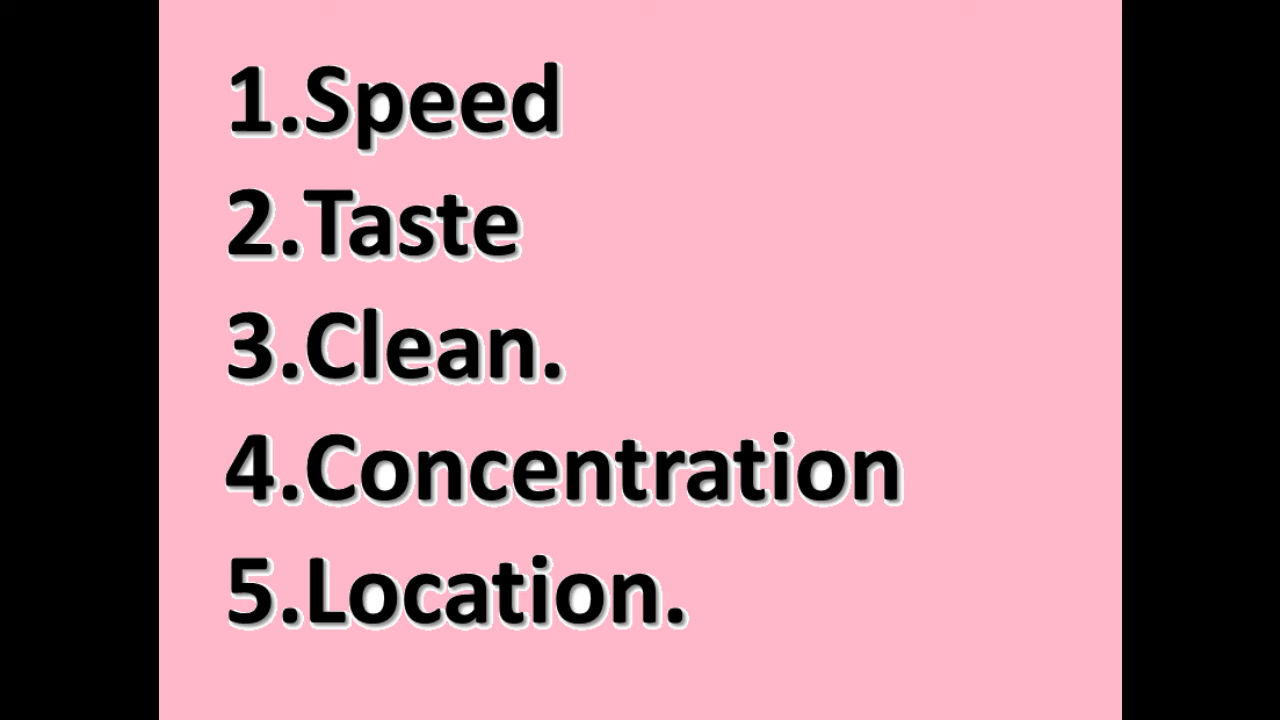 1.Speed
2.Taste
3.Clean.
4.Concentration
5.Location.